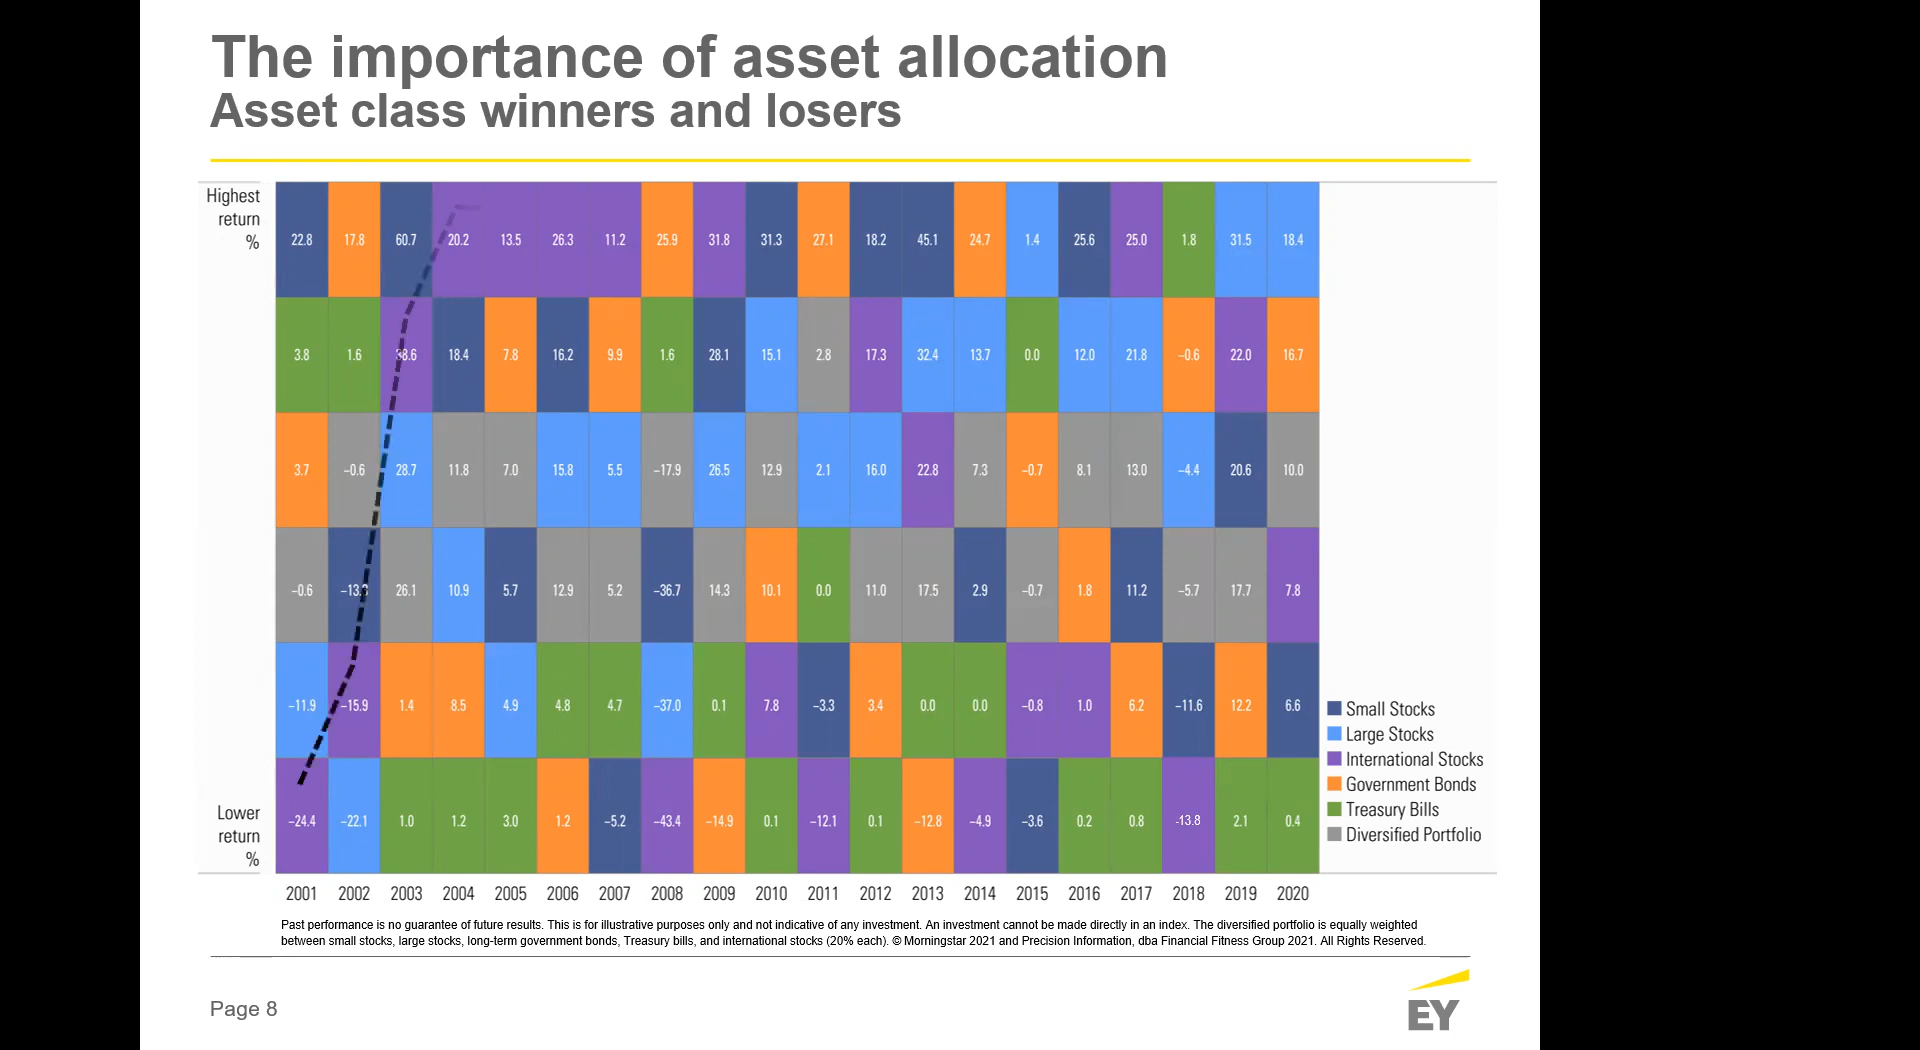 The importance of asset allocation
Asset class winners and losers
Highest
return
%
22.8 17.8 60.7 20.2 13.5 26.3 11.2 25.9 31.8 31.3 27.1 18.2 45.1 24.7 1.4 25.6 25.0 1.8 31.5 18.4
3.8 1.6 38.6 18.4 7.8 16.2 9.9 1.6 28.1 15.1 2.8 17.3 32.4 13.7 0.0 12.0 21.8 −0.6 22.0 16.7
3.7 −0.6 28.7 11.8 7.0 15.8 5.5 −17.9 26.5 12.9 2.1 16.0 22.8 7.3 −0.7 8.1 13.0 −4.4 20.6 10.0
−0.6 26.1 10.9 5.7 12.9 5.2 −36.7 14.3 10.1 0.0 11.0 17.5 2.9 −0.7 1.8 11.2 −5.7 17.7 7.8
−11.9 −15.9 1.4 8.5 4.9 4.8 4.7 −37.0 0.1 7.8 −3.3 3.4 0.0 0.0 −0.8 1.0 6.2 −11.6 12.2 6.6
Small Stocks
Large Stocks
International Stocks
Government Bonds
Treasury Bills
Diversified Portfolio
Lower
return
%
−24.4 −22.1 1.0 1.2 3.0 1.2 −5.2 −43.4 −14.9 0.1 −12.1 0.1 −12.8 −4.9 −3.6 0.2 0.8 -13.8 2.1 0.4
2001 2002 2003 2004 2005 2006 2007 2008 2009 2010 2011 2012 2013 2014 2015 2016 2017 2018 2019 2020
Past performance is no guarantee of future results. This is for illustrative purposes only and not indicative of any investment. An investment cannot be made directly in an index. The diversified portfolio is equally weighted
between small stocks, large stocks, long-term government bonds, Treasury bills, and international stocks (20% each). © Morningstar 2021 and Precision Information, dba Financial Fitness Group 2021. All Rights Reserved.
Page 8
EY